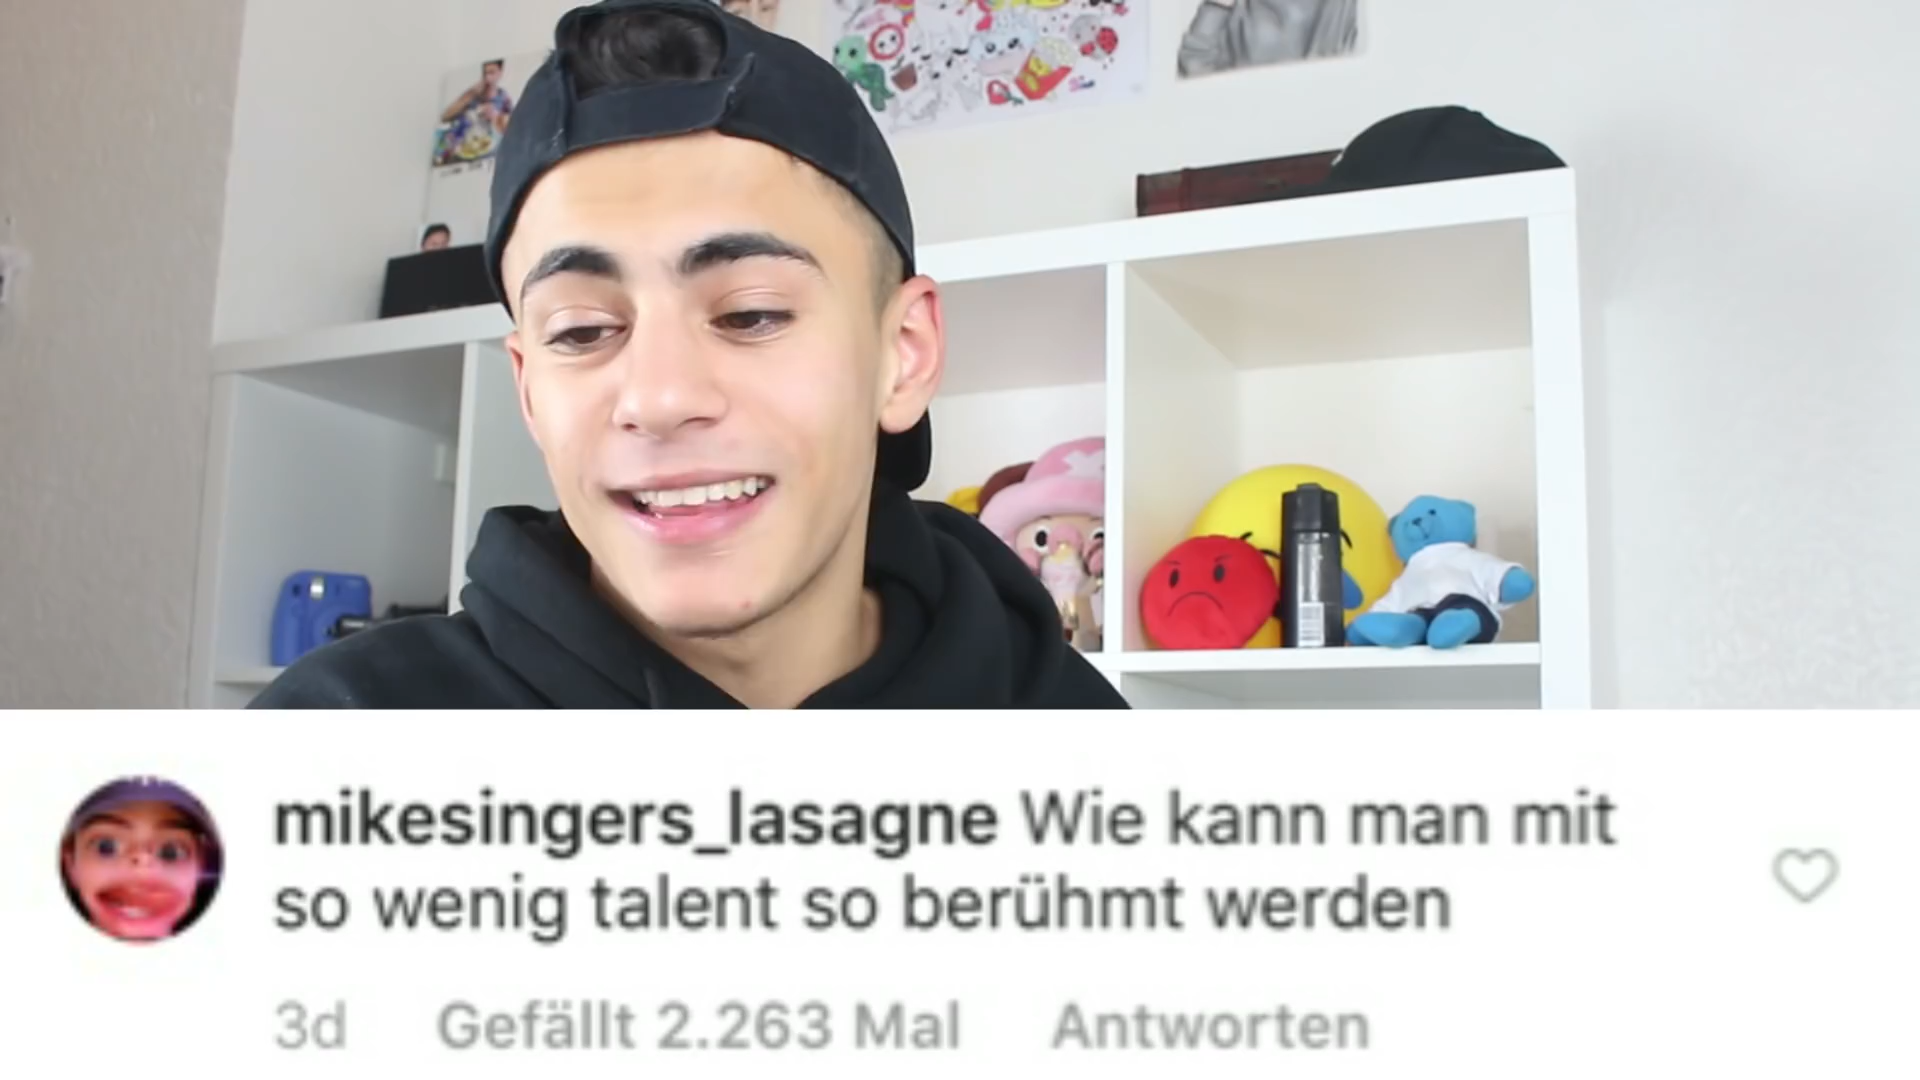 mikesingers_lasagne Wie kann man mit
so wenig talent so berühmt werden
3d Gefällt 2.263 Mal Antworten